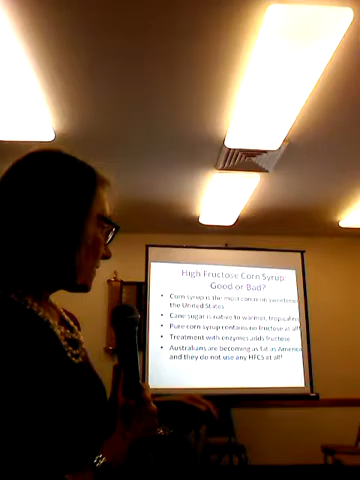 High Fructose Corn Syrup
Good or Bad?
• Corn syrup is the most common sweetener
the United States
• Cane sugar is native to warmer, tropical
• Pure corn syrup contains no fructose at all!
• Treatment with enzymes adds fructose
• Australians are becoming as fat as America
and they do not use any HFCS at all!